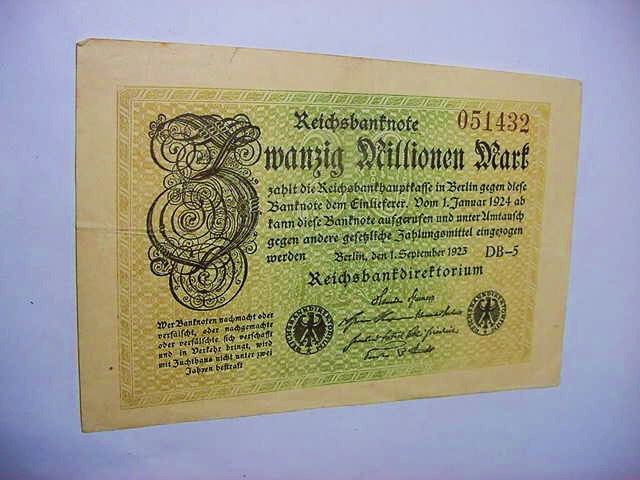 Reichsbanknote 051432
Zwanzig Millionen Mark
zahlt die Reichsbankhauptkasse in Berlin gegen diese
Banknote dem Einlieferer. Vom 1. Januar 1924 ab
kann diese Banknote aufgerufen und unter Umtausch
gegen andere gesetzliche Zahlungsmittel eingezogen
werden Berlin, den 1. September 1923 DB-5
Reichsbankdirektorium
Wer Banknoten nachmacht oder
verfälscht, oder nachgemachte
oder verfälschte sich verschafft
und in Verkehr bringt, wird
mit Zuchthaus nicht unter zwei
Jahren bestraft
REICHSBANKDIREKTORIUM
REICHSBANKDIREKTORIUM